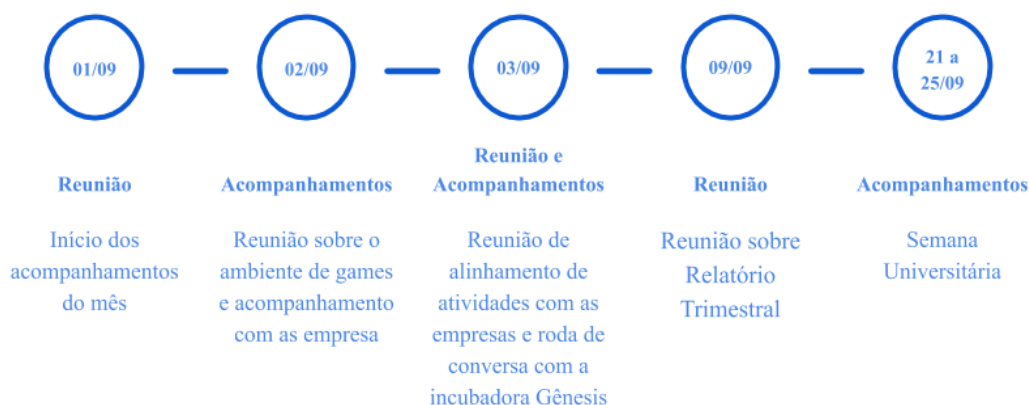 01/09
02/09
03/09
09/09
21 a
25/09
Reunião
Início dos
acompanhamentos
do mês
Acompanhamentos
Reunião sobre o
ambiente de games
e acompanhamento
com as empresa
Reunião e
Acompanhamentos
Reunião de
alinhamento de
atividades com as
empresas e roda de
conversa com a
incubadora Gênesis
Reunião
Reunião sobre
Relatório
Trimestral
Acompanhamentos
Semana
Universitária